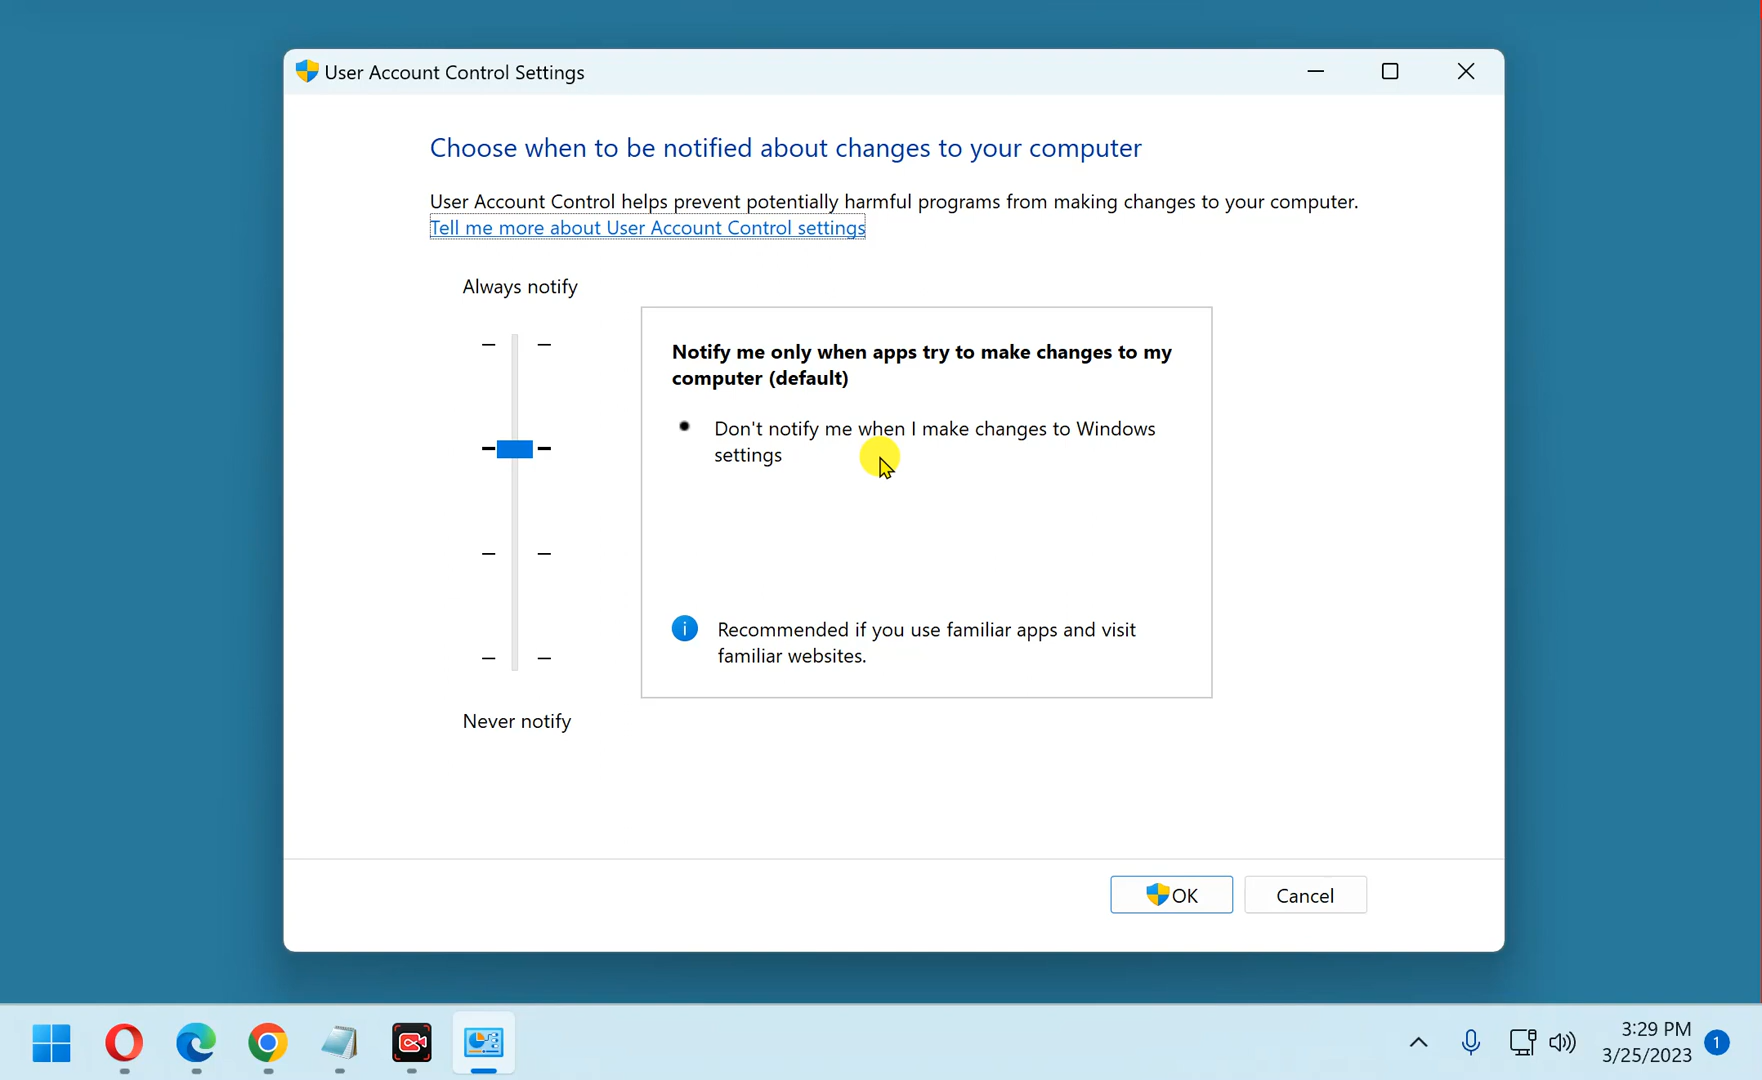 User Account Control Settings
Choose when to be notified about changes to your computer
User Account Control helps prevent potentially harmful programs from making changes to your computer.
Tell me more about User Account Control settings
Always notify
Notify me only when apps try to make changes to my
computer (default)
Don't notify me when I make changes to Windows
settings
Recommended if you use familiar apps and visit
familiar websites.
Never notify
OK
Cancel
3:29 PM
3/25/2023
1